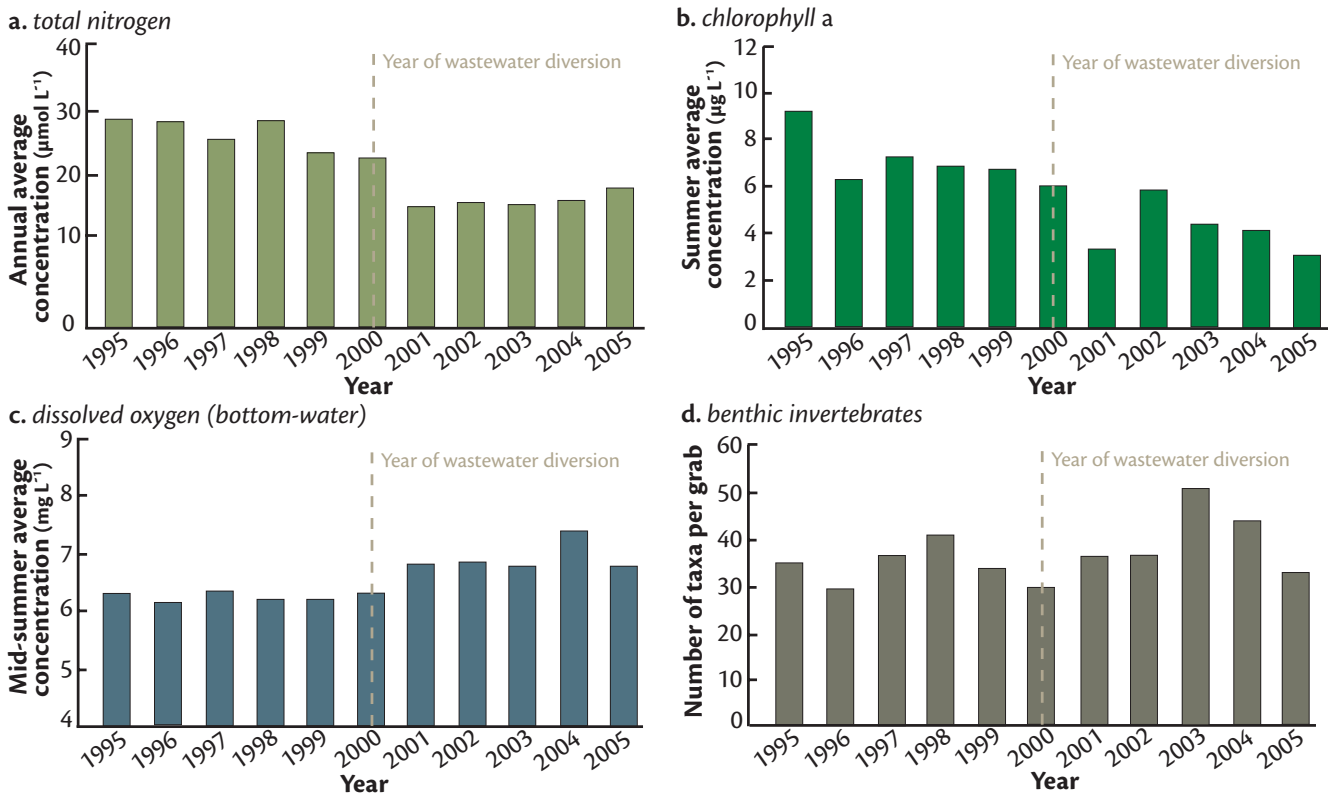 a. total nitrogen
Annual average
concentration (µmol L⁻¹)
40
30
20
10
0
Year of wastewater diversion
1995 1996 1997 1998 1999 2000 2001 2002 2003 2004 2005
Year
b. chlorophyll a
Summer average
concentration (µg L⁻¹)
12
10
8
6
4
2
0
Year of wastewater diversion
1995 1996 1997 1998 1999 2000 2001 2002 2003 2004 2005
Year
c. dissolved oxygen (bottom-water)
Mid-summer average
concentration (mg L⁻¹)
9
8
7
6
5
4
Year of wastewater diversion
1995 1996 1997 1998 1999 2000 2001 2002 2003 2004 2005
Year
d. benthic invertebrates
Number of taxa per grab
60
50
40
30
20
10
0
Year of wastewater diversion
1995 1996 1997 1998 1999 2000 2001 2002 2003 2004 2005
Year